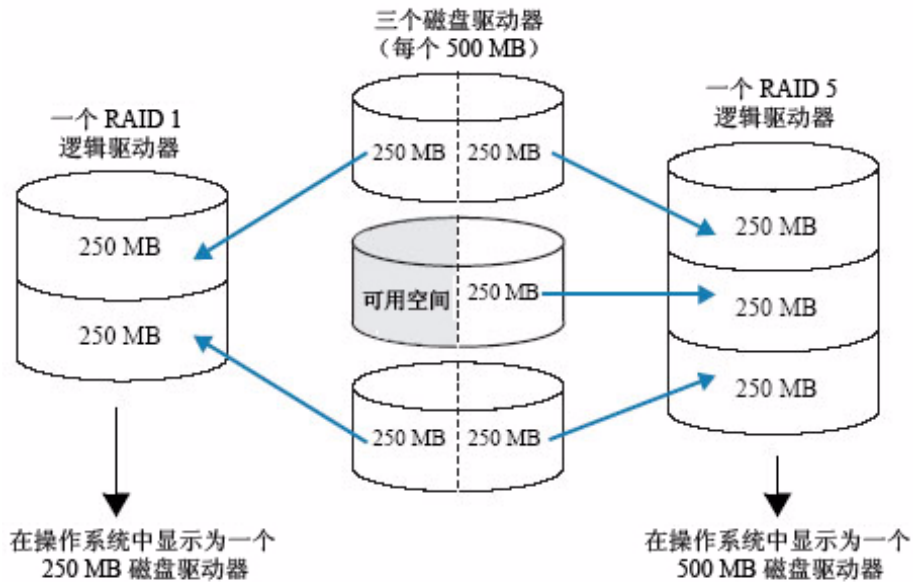 三个磁盘驱动器
（每个 500 MB）
一个 RAID 1
逻辑驱动器
一个 RAID 5
逻辑驱动器
250 MB
250 MB
250 MB
250 MB
可用空间
250 MB
250 MB
250 MB
250 MB
250 MB
250 MB
250 MB
在操作系统中显示为一个
250 MB 磁盘驱动器
在操作系统中显示为一个
500 MB 磁盘驱动器